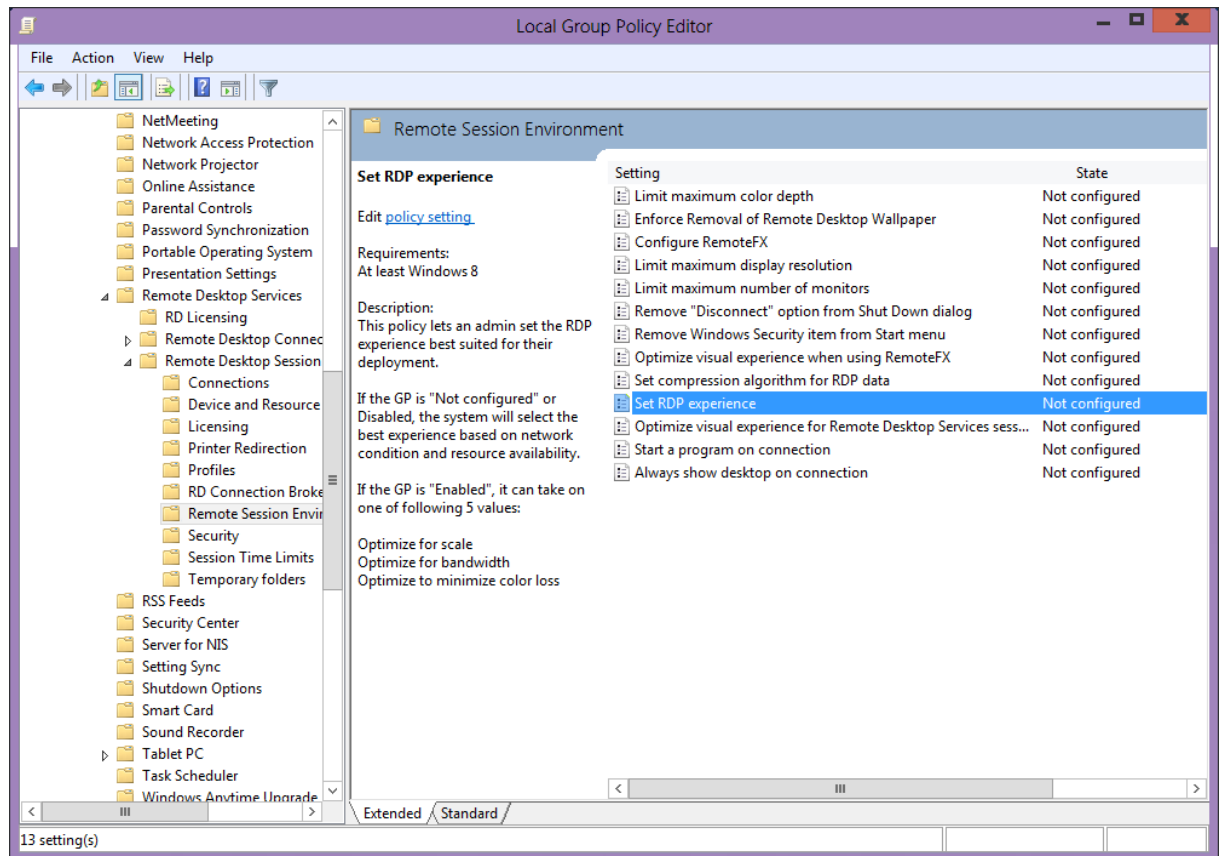 Local Group Policy Editor
File Action View Help
NetMeeting
Network Access Protection
Network Projector
Online Assistance
Parental Controls
Password Synchronization
Portable Operating System
Presentation Settings
Remote Desktop Services
RD Licensing
Remote Desktop Connec
Remote Desktop Session
Connections
Device and Resource
Licensing
Printer Redirection
Profiles
RD Connection Broke
Remote Session Envir
Security
Session Time Limits
Temporary folders
RSS Feeds
Security Center
Server for NIS
Setting Sync
Shutdown Options
Smart Card
Sound Recorder
Tablet PC
Task Scheduler
Windows Anytime Upgrade
Remote Session Environment
Set RDP experience
Edit policy setting
Requirements:
At least Windows 8
Description:
This policy lets an admin set the RDP
experience best suited for their
deployment.
If the GP is "Not configured" or
Disabled, the system will select the
best experience based on network
condition and resource availability.
If the GP is "Enabled", it can take on
one of following 5 values:
Optimize for scale
Optimize for bandwidth
Optimize to minimize color loss
Setting State
Limit maximum color depth Not configured
Enforce Removal of Remote Desktop Wallpaper Not configured
Configure RemoteFX Not configured
Limit maximum display resolution Not configured
Limit maximum number of monitors Not configured
Remove "Disconnect" option from Shut Down dialog Not configured
Remove Windows Security item from Start menu Not configured
Optimize visual experience when using RemoteFX Not configured
Set compression algorithm for RDP data Not configured
Set RDP experience Not configured
Optimize visual experience for Remote Desktop Services sess... Not configured
Start a program on connection Not configured
Always show desktop on connection Not configured
Extended Standard
13 setting(s)